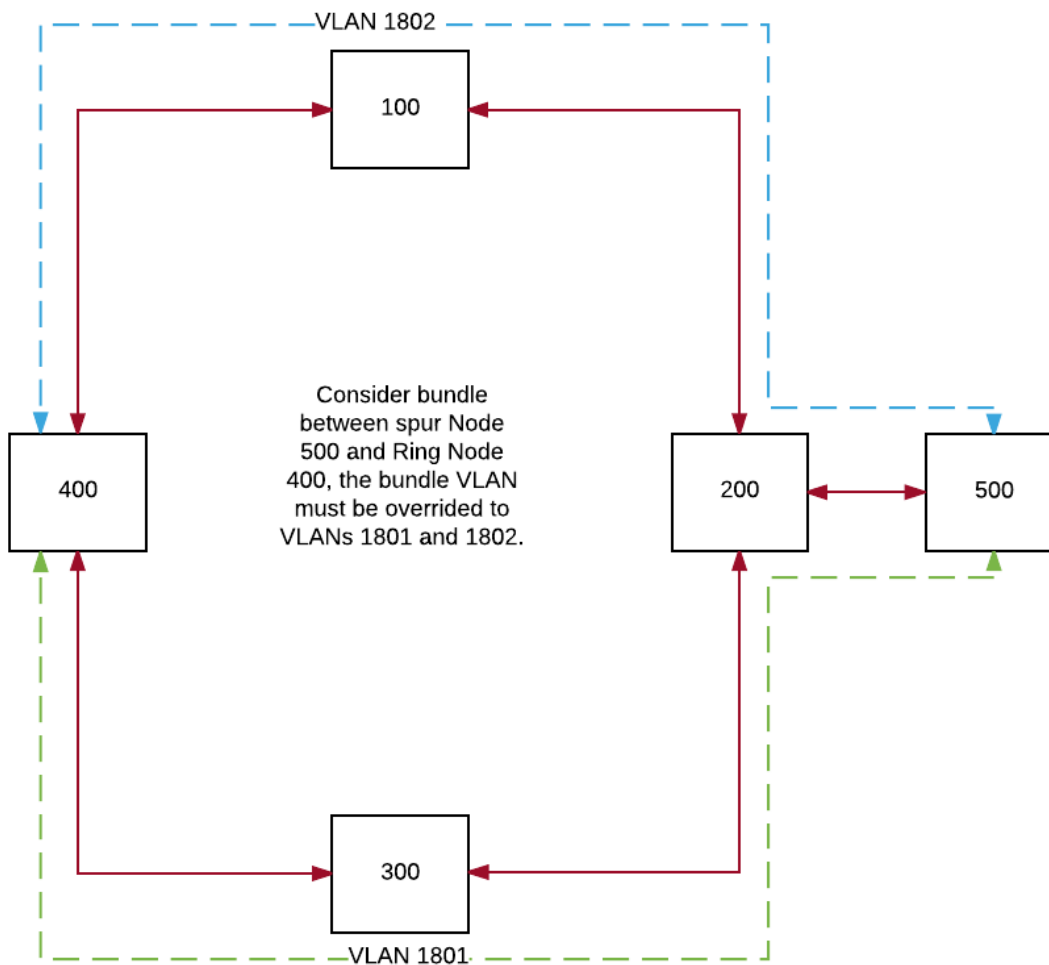 VLAN 1802
100
Consider bundle
between spur Node
500 and Ring Node
400, the bundle VLAN
must be overrided to
VLANs 1801 and 1802.
400
200
500
300
VLAN 1801